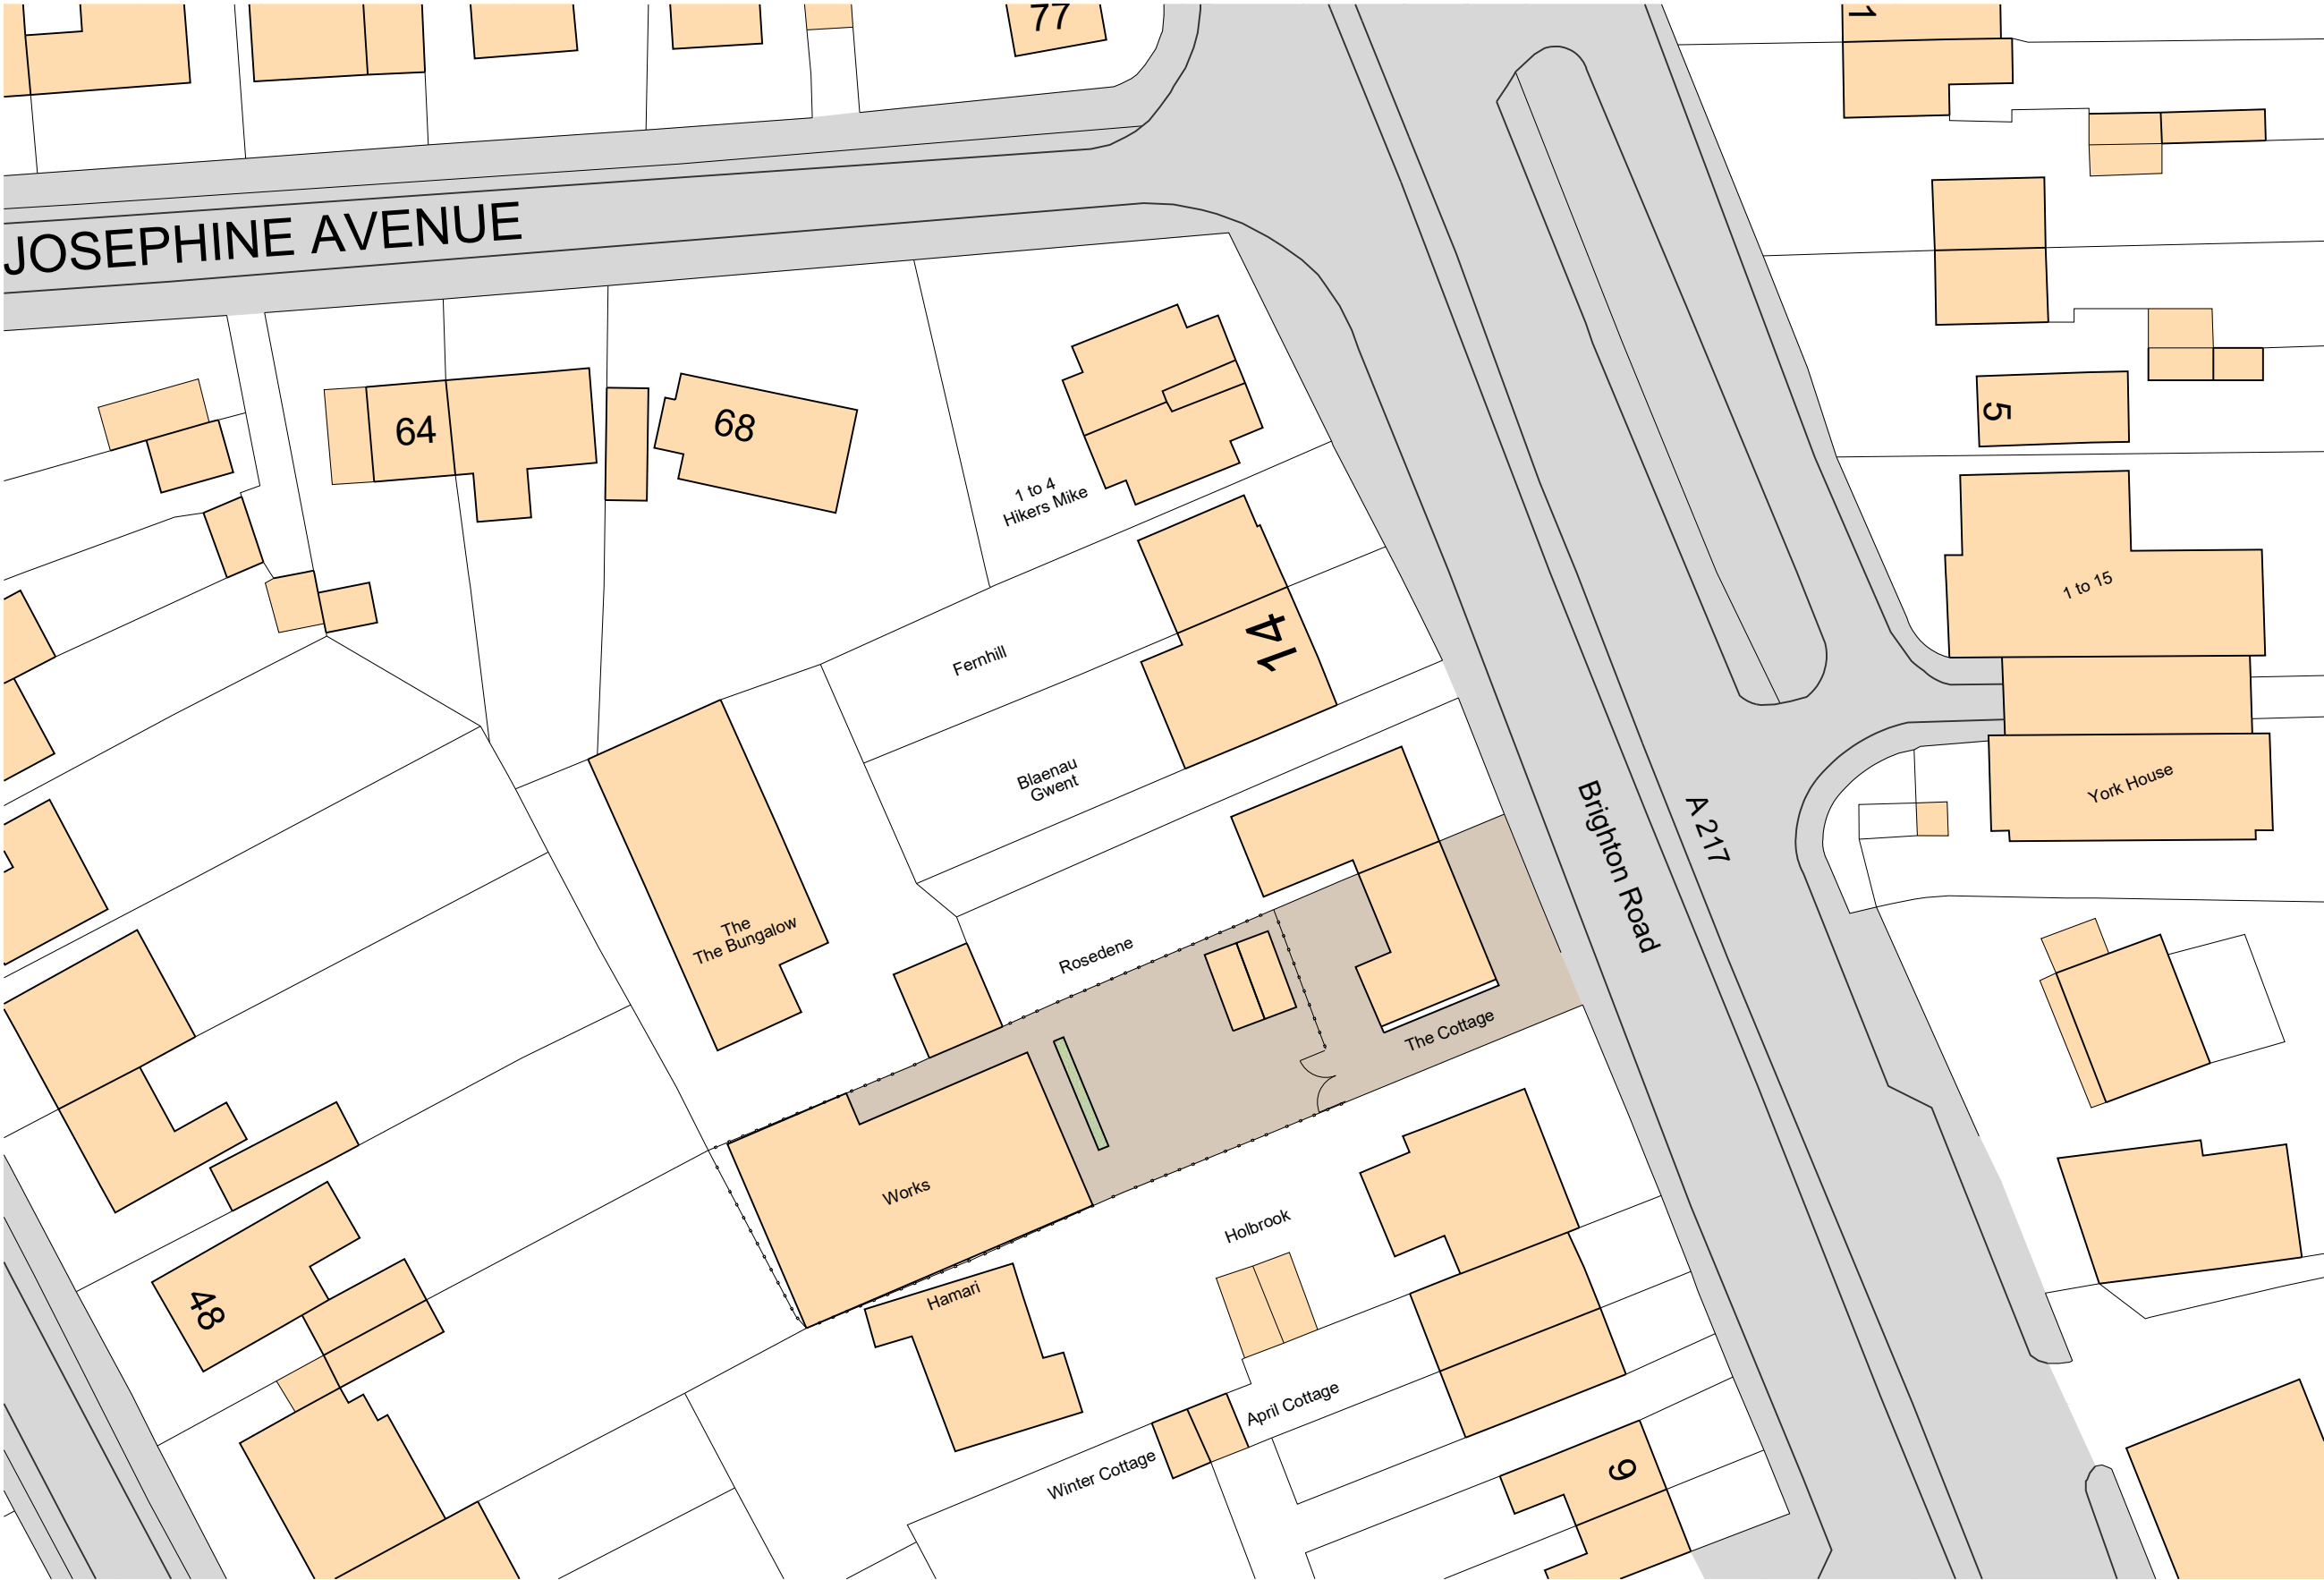 77
1
JOSEPHINE AVENUE
64
68
5
1 to 4
Hikers Mike
1 to 15
Fernhill
14
Blaenau
Gwent
York House
Brighton Road
A 217
The
The Bungalow
Rosedene
The Cottage
Works
Holbrook
Hamari
48
April Cottage
Winter Cottage
9